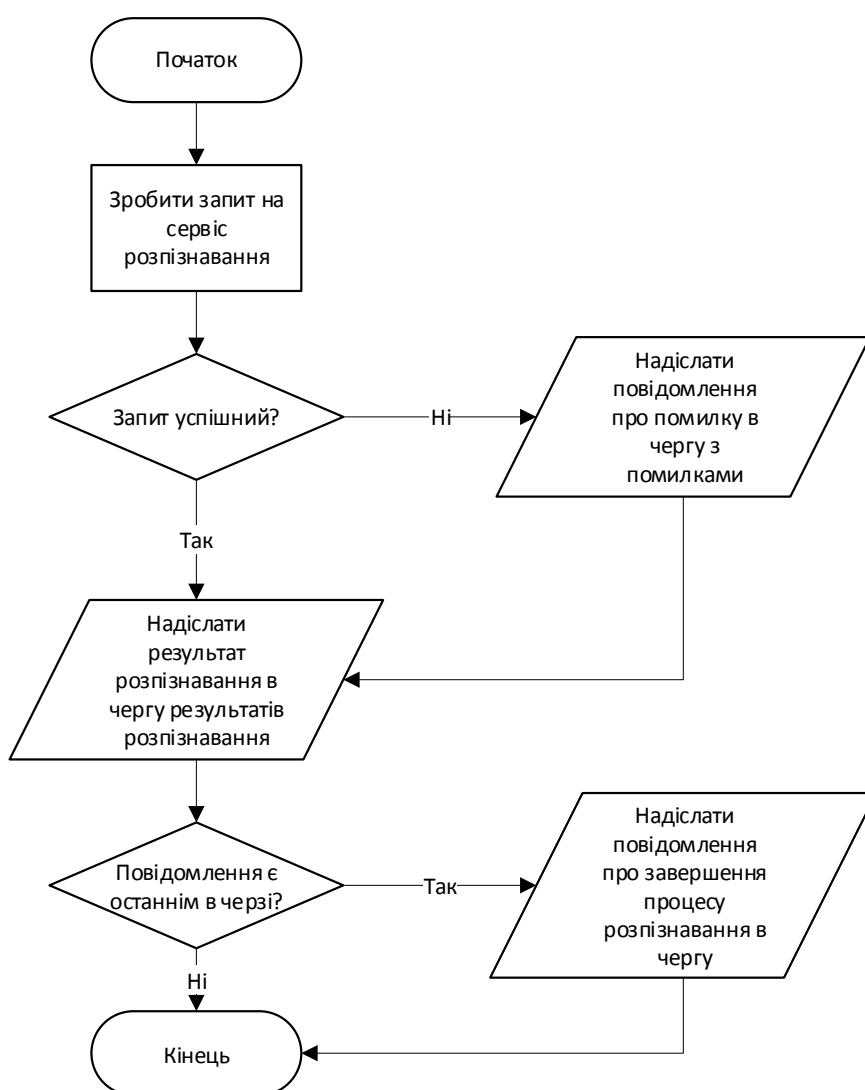 Початок
Зробити запит на
сервіс
розпізнавання
Запит успішний?
Ні
Надіслати
повідомлення
про помилку в
чергу з
помилками
Так
Надіслати
результат
розпізнавання в
чергу результатів
розпізнавання
Повідомлення є
останнім в черзі?
Так
Надіслати
повідомлення
про завершення
процесу
розпізнавання в
чергу
Ні
Кінець